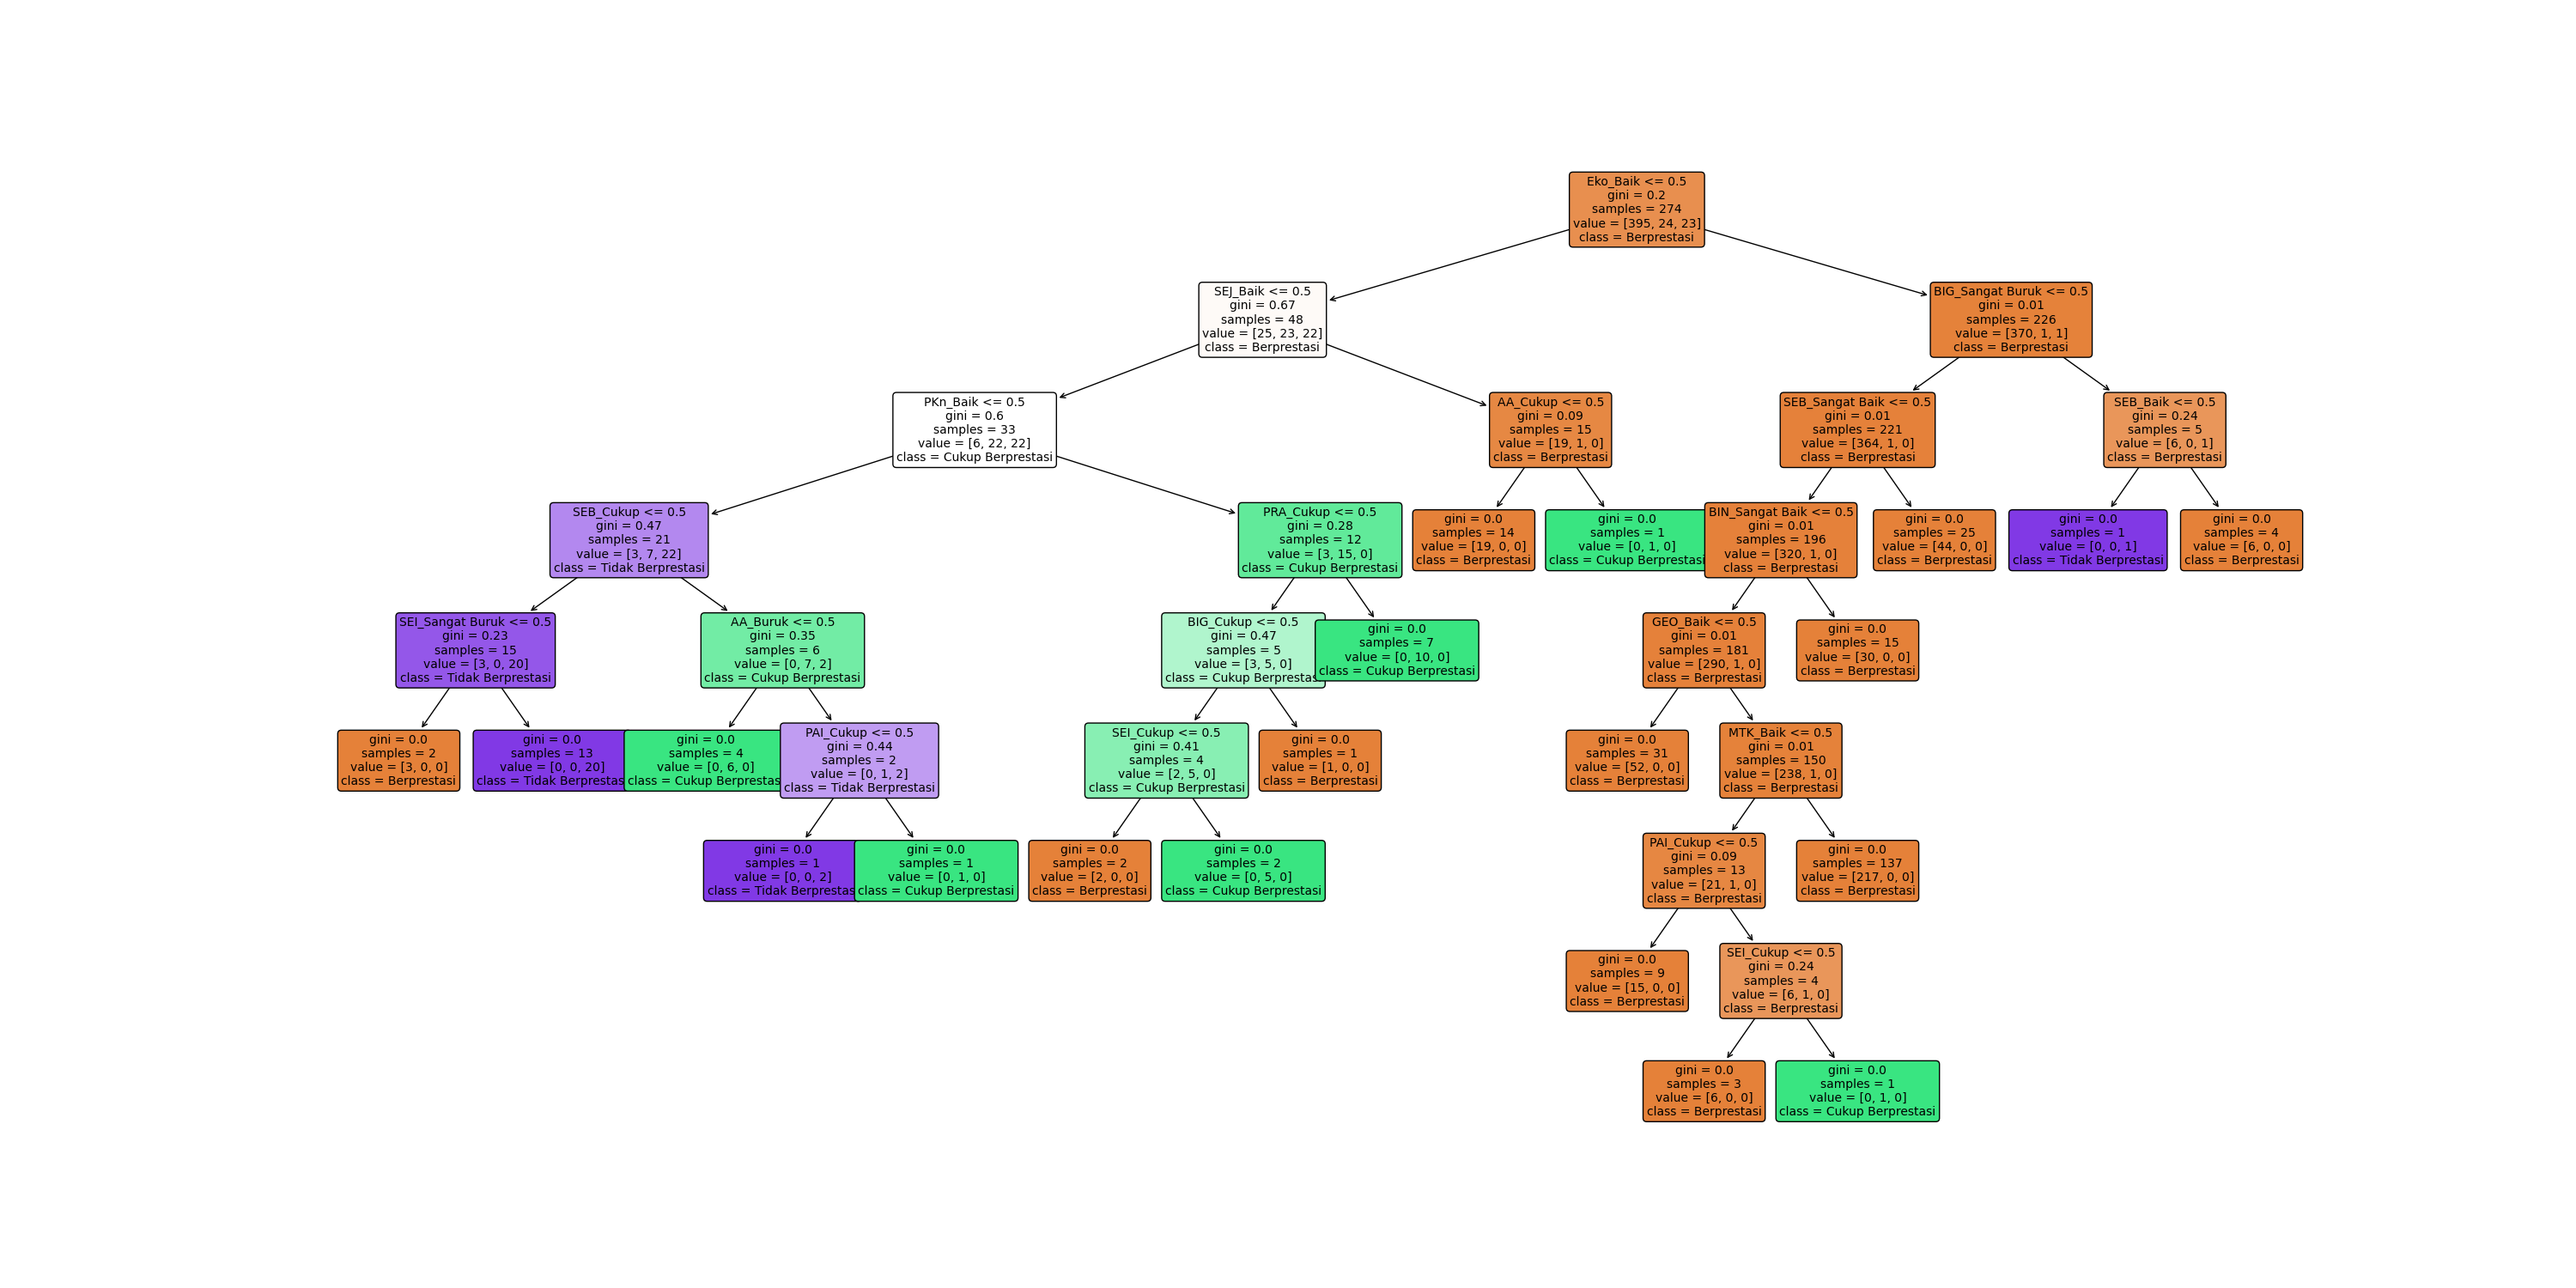 Eko_Baik <= 0.5
gini = 0.2
samples = 274
value = [395, 24, 23]
class = Berprestasi
SEJ_Baik <= 0.5
gini = 0.67
samples = 48
value = [25, 23, 22]
class = Berprestasi
BIG_Sangat Buruk <= 0.5
gini = 0.01
samples = 226
value = [370, 1, 1]
class = Berprestasi
PKn_Baik <= 0.5
gini = 0.6
samples = 33
value = [6, 22, 22]
class = Cukup Berprestasi
AA_Cukup <= 0.5
gini = 0.09
samples = 15
value = [19, 1, 0]
class = Berprestasi
SEB_Sangat Baik <= 0.5
gini = 0.01
samples = 221
value = [364, 1, 0]
class = Berprestasi
SEB_Baik <= 0.5
gini = 0.24
samples = 5
value = [6, 0, 1]
class = Berprestasi
SEB_Cukup <= 0.5
gini = 0.47
samples = 21
value = [3, 7, 22]
class = Tidak Berprestasi
PRA_Cukup <= 0.5
gini = 0.28
samples = 12
value = [3, 15, 0]
class = Cukup Berprestasi
gini = 0.0
samples = 14
value = [19, 0, 0]
class = Berprestasi
gini = 0.0
samples = 1
value = [0, 1, 0]
class = Cukup Berprestasi
BIN_Sangat Baik <= 0.5
gini = 0.01
samples = 196
value = [320, 1, 0]
class = Berprestasi
gini = 0.0
samples = 25
value = [44, 0, 0]
class = Berprestasi
gini = 0.0
samples = 1
value = [0, 0, 1]
class = Tidak Berprestasi
gini = 0.0
samples = 4
value = [6, 0, 0]
class = Berprestasi
SEI_Sangat Buruk <= 0.5
gini = 0.23
samples = 15
value = [3, 0, 20]
class = Tidak Berprestasi
AA_Buruk <= 0.5
gini = 0.35
samples = 6
value = [0, 7, 2]
class = Cukup Berprestasi
BIG_Cukup <= 0.5
gini = 0.47
samples = 5
value = [3, 5, 0]
class = Cukup Berprestas
gini = 0.0
samples = 7
value = [0, 10, 0]
class = Cukup Berprestasi
GEO_Baik <= 0.5
gini = 0.01
samples = 181
value = [290, 1, 0]
class = Berprestasi
gini = 0.0
samples = 15
value = [30, 0, 0]
class = Berprestasi
gini = 0.0
samples = 2
value = [3, 0, 0]
class = Berprestasi
gini = 0.0
samples = 13
value = [0, 0, 20]
class = Tidak Berprestas
gini = 0.0
samples = 4
value = [0, 6, 0]
class = Cukup Berprestas
PAI_Cukup <= 0.5
gini = 0.44
samples = 2
value = [0, 1, 2]
class = Tidak Berprestasi
SEI_Cukup <= 0.5
gini = 0.41
samples = 4
value = [2, 5, 0]
class = Cukup Berprestasi
gini = 0.0
samples = 1
value = [1, 0, 0]
class = Berprestasi
gini = 0.0
samples = 31
value = [52, 0, 0]
class = Berprestasi
MTK_Baik <= 0.5
gini = 0.01
samples = 150
value = [238, 1, 0]
class = Berprestasi
gini = 0.0
samples = 1
value = [0, 0, 2]
class = Tidak Berprestas
gini = 0.0
samples = 1
value = [0, 1, 0]
class = Cukup Berprestasi
gini = 0.0
samples = 2
value = [2, 0, 0]
class = Berprestasi
gini = 0.0
samples = 2
value = [0, 5, 0]
class = Cukup Berprestasi
PAI_Cukup <= 0.5
gini = 0.09
samples = 13
value = [21, 1, 0]
class = Berprestasi
gini = 0.0
samples = 137
value = [217, 0, 0]
class = Berprestasi
gini = 0.0
samples = 9
value = [15, 0, 0]
class = Berprestasi
SEI_Cukup <= 0.5
gini = 0.24
samples = 4
value = [6, 1, 0]
class = Berprestasi
gini = 0.0
samples = 3
value = [6, 0, 0]
class = Berprestasi
gini = 0.0
samples = 1
value = [0, 1, 0]
class = Cukup Berprestasi